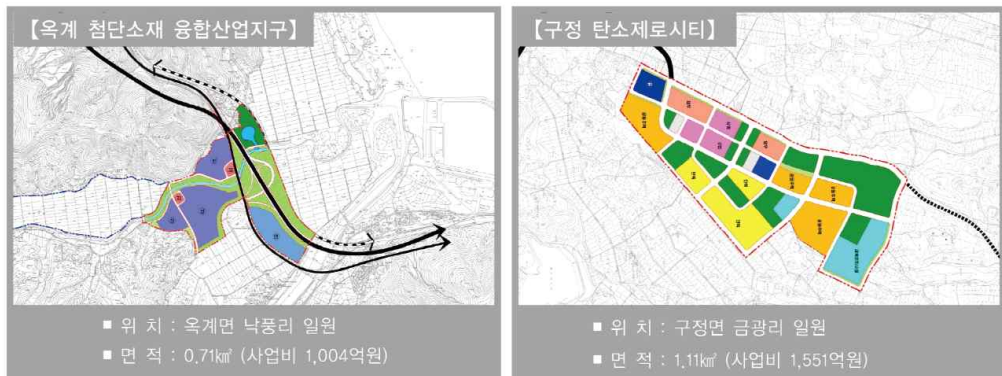 【옥계 첨단소재 융합산업지구】
■ 위 치 : 옥계면 낙풍리 일원
■ 면 적 : 0.71㎢ (사업비 1,004억원)
【구정 탄소제로시티】
■ 위 치 : 구정면 금광리 일원
■ 면 적 : 1.11㎢ (사업비 1,551억원)